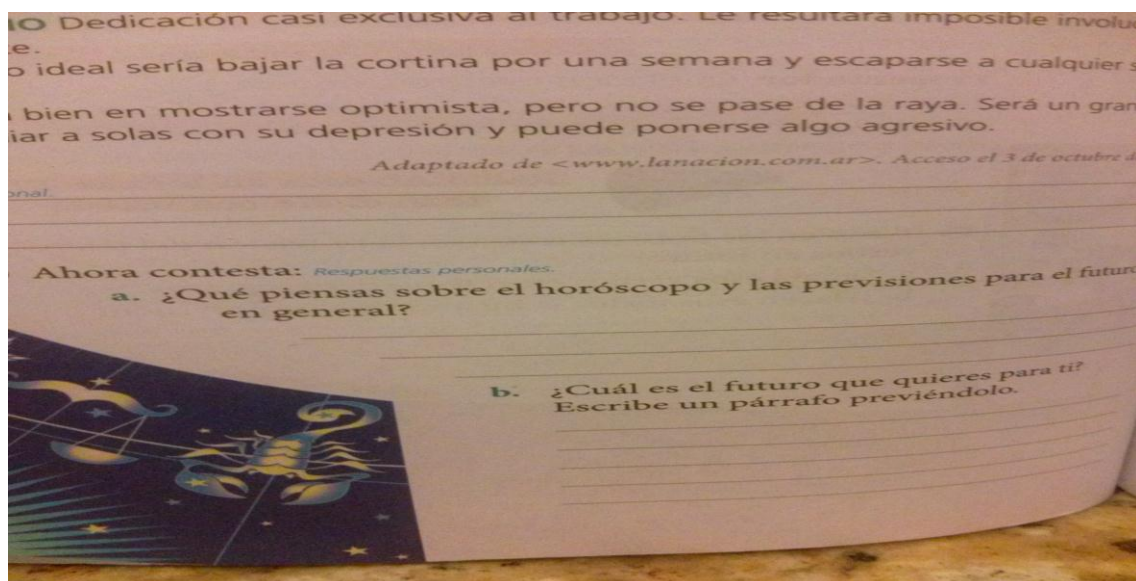 IO Dedicación casi exclusiva al trabajo. Le resultará imposible involu
e.
o ideal sería bajar la cortina por una semana y escaparse a cualquier s
bien en mostrarse optimista, pero no se pase de la raya. Será un gran
iar a solas con su depresión y puede ponerse algo agresivo.
Adaptado de <www.lanacion.com.ar>. Acceso el 3 de octubre d
onal.
Ahora contesta: Respuestas personales.
a. ¿Qué piensas sobre el horóscopo y las previsiones para el futuro
en general?
b. ¿Cuál es el futuro que quieres para ti?
Escribe un párrafo previéndolo.